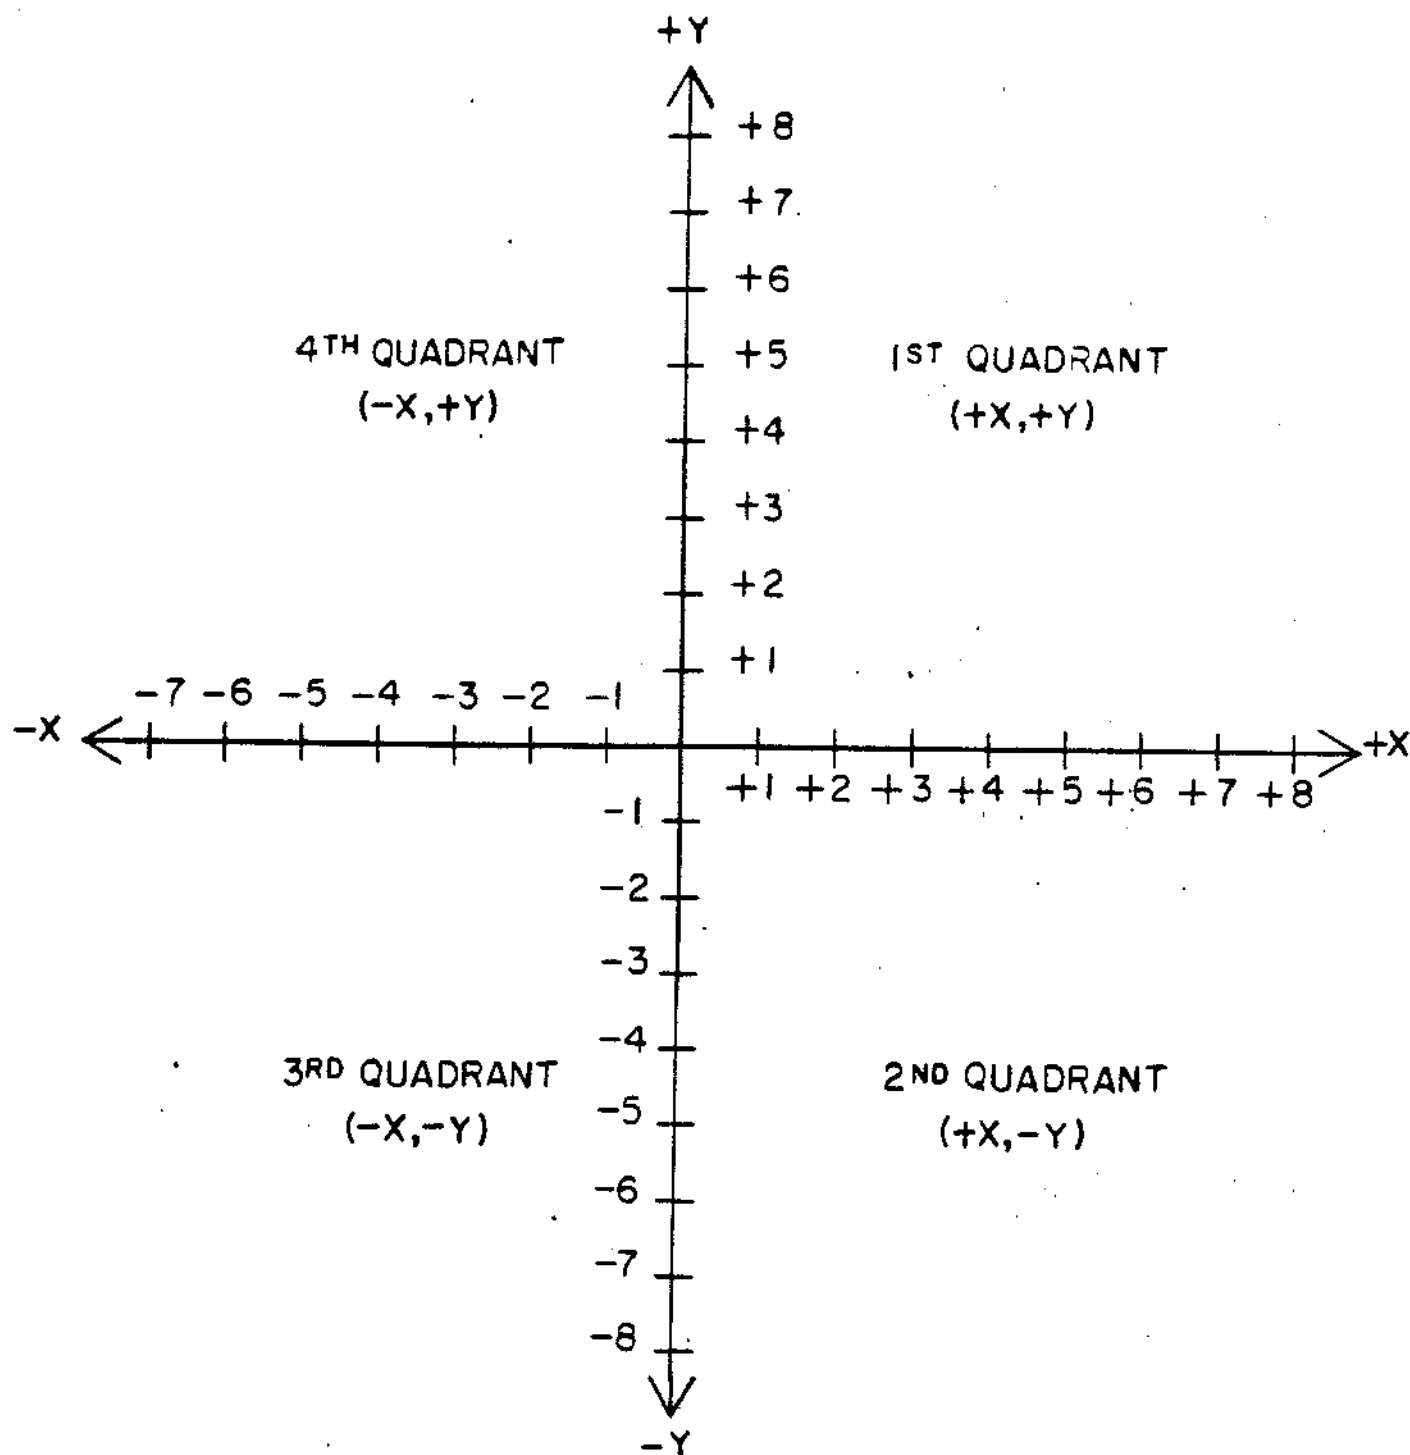 +Y
+8
+7
+6
4TH QUADRANT
(-X,+Y)
+5
1ST QUADRANT
(+X,+Y)
+4
+3
+2
+1
-7 -6 -5 -4 -3 -2 -1
-X
+X
+1 +2 +3 +4 +5 +6 +7 +8
-1
-2
-3
-4
3RD QUADRANT
(-X,-Y)
2ND QUADRANT
(+X,-Y)
-5
-6
-7
-8
-Y